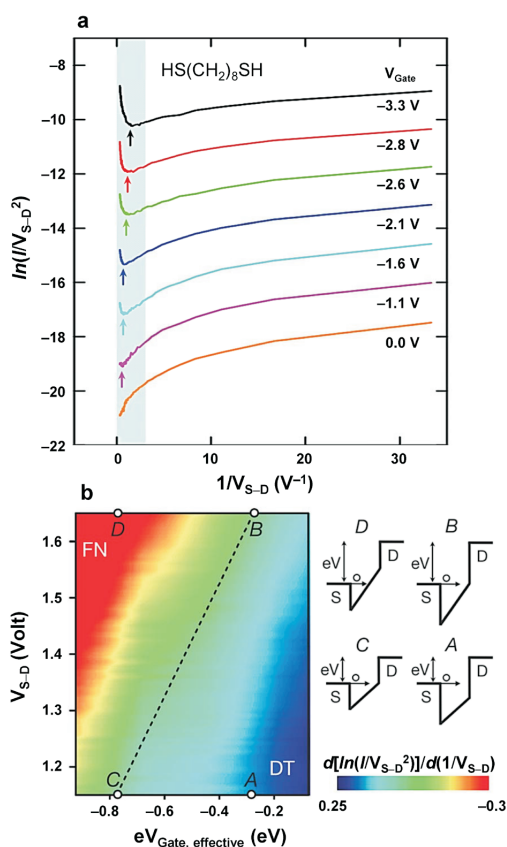 a
HS(CH2)8SH
VGate
−3.3 V
−2.8 V
−2.6 V
−2.1 V
−1.6 V
−1.1 V
0.0 V
ln(I/VS–D2)
−8
−10
−12
−14
−16
−18
−20
−22
0
10
20
30
1/VS–D (V−1)
b
D
B
FN
C
A
DT
VS–D (Volt)
1.6
1.5
1.4
1.3
1.2
−0.8
−0.6
−0.4
−0.2
eVGate, effective (eV)
D
eV
S
D
B
eV
S
D
C
eV
S
D
A
eV
S
D
d[ln(I/VS–D2)]/d(1/VS–D)
0.25
−0.3